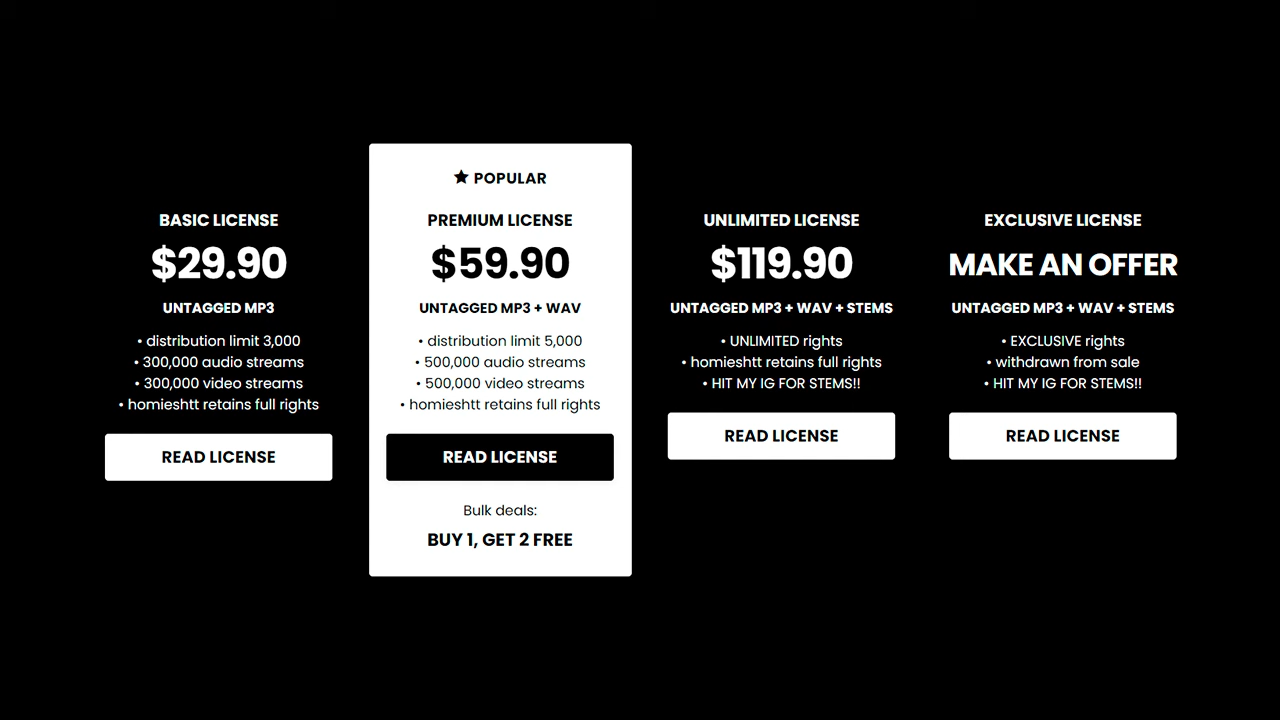 BASIC LICENSE
$29.90
UNTAGGED MP3
• distribution limit 3,000
• 300,000 audio streams
• 300,000 video streams
• homieshtt retains full rights
READ LICENSE
★ POPULAR
PREMIUM LICENSE
$59.90
UNTAGGED MP3 + WAV
• distribution limit 5,000
• 500,000 audio streams
• 500,000 video streams
• homieshtt retains full rights
READ LICENSE
Bulk deals:
BUY 1, GET 2 FREE
UNLIMITED LICENSE
$119.90
UNTAGGED MP3 + WAV + STEMS
• UNLIMITED rights
• homieshtt retains full rights
• HIT MY IG FOR STEMS!!
READ LICENSE
EXCLUSIVE LICENSE
MAKE AN OFFER
UNTAGGED MP3 + WAV + STEMS
• EXCLUSIVE rights
• withdrawn from sale
• HIT MY IG FOR STEMS!!
READ LICENSE